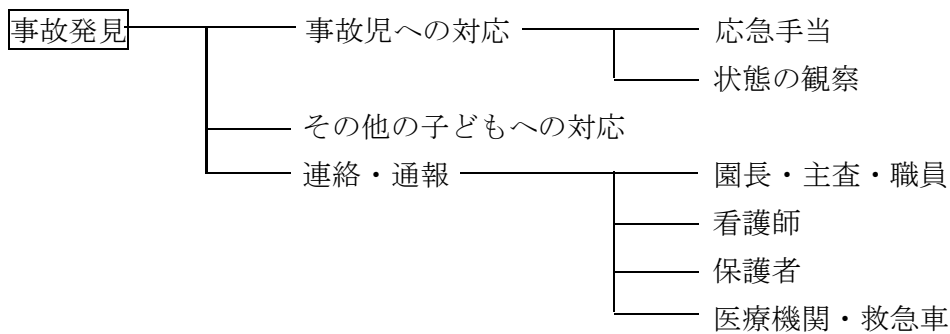 事故発見 事故児への対応 応急手当
状態の観察
その他の子どもへの対応
連絡・通報 園長・主査・職員
看護師
保護者
医療機関・救急車